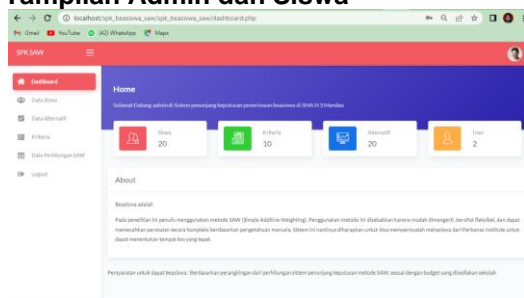 Tampilan Admin dan Siswa
localhost/spk_beasiswa_saw/spk_beasiswa_saw/dashboard.php
Gmail YouTube (42) WhatsApp Maps
SPK SAW
Dashboard
Data Siswa
Data Alternatif
Kriteria
Data Perhitungan SAW
Logout
Home
Selamat Datang admin di Sistem penunjang keputusan penerimaan beasiswa di SMA N 3 Mandau
Siswa
20
Kriteria
10
Alternatif
20
User
2
About
Beasiswa adalah
Pada penelitian ini penulis menggunakan metode SAW (Simple Additive Weighting). Penggunakan metode ini disebabkan karena mudah dimengerti, bersifat fleksibel, dan dapat
memecahkan persoalan secara kompleks berdasarkan pengetahuan manusia. Sistem ini nantinya diharapkan untuk bisa mempermudah mahasiswa dari Perbanas Institute untuk
dapat menentukan tempat kos yang tepat.
Persyaratan untuk dapat beasiswa : Berdasarkan perangkingan dari perhitungan sistem penunjang keputusan metode SAW, sesuai dengan budget yang disediakan sekolah